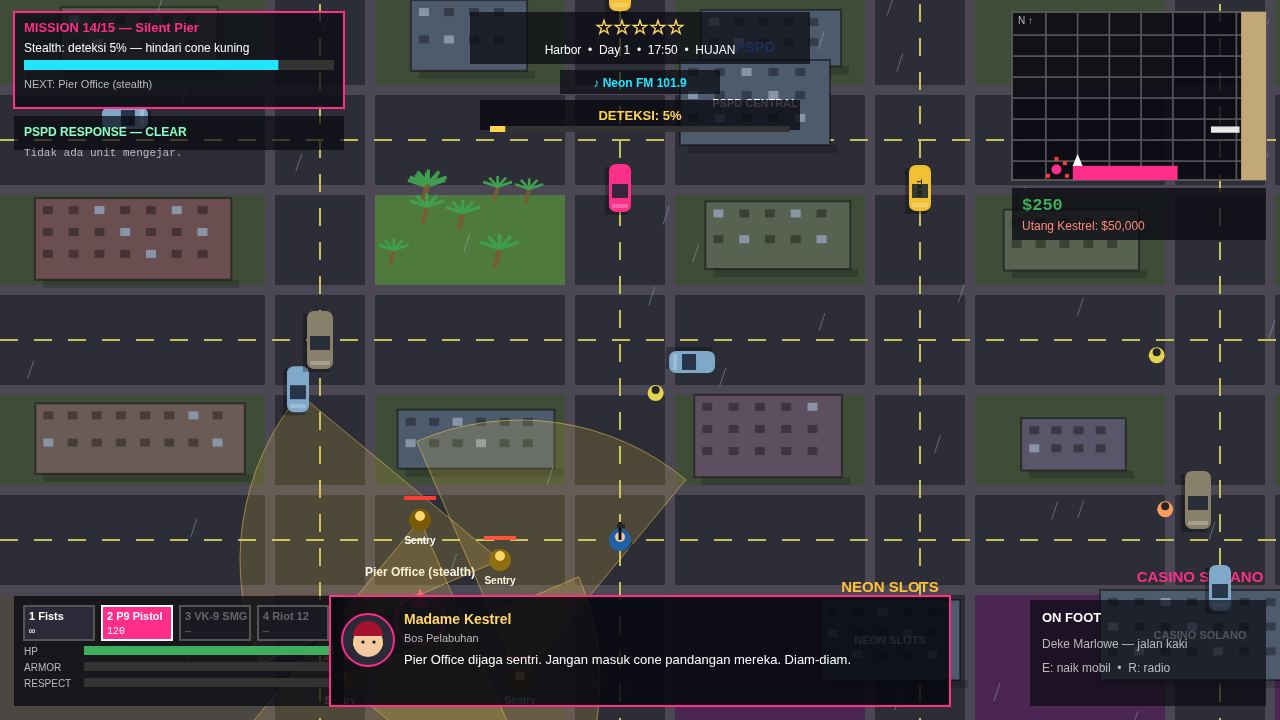 MISSION 14/15 — Silent Pier
Stealth: deteksi 5% — hindari cone kuning
NEXT: Pier Office (stealth)
PSPD RESPONSE — CLEAR
Tidak ada unit mengejar.
☆☆☆☆☆
Harbor • Day 1 • 17:50 • HUJAN
PSPD
♪ Neon FM 101.9
PSPD CENTRAL
DETEKSI: 5%
N ↑
$250
Utang Kestrel: $50,000
TAXI
Sentry
Sentry
Pier Office (stealth)
NEON SLOTS
CASINO SOLANO
1 Fists
∞
2 P9 Pistol
120
3 VK-9 SMG
—
4 Riot 12
—
HP
ARMOR
RESPECT
Madame Kestrel
Bos Pelabuhan
Pier Office dijaga sentri. Jangan masuk cone pandangan mereka. Diam-diam.
NEON SLOTS
Sentry
Sentry
ON FOOT
CASINO SOLANO
Deke Marlowe — jalan kaki
E: naik mobil • R: radio